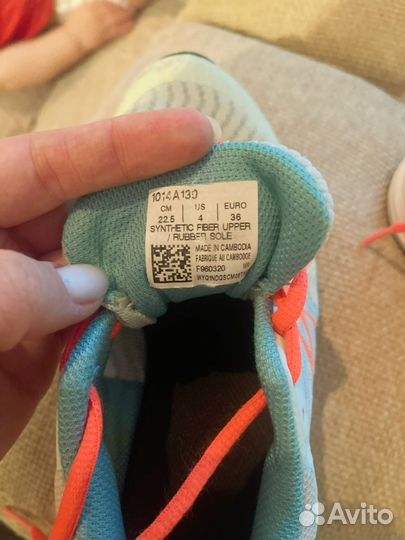 1014A130
CM US EURO
22.5 4 36
SYNTHETIC FIBER UPPER
/ RUBBER SOLE
MADE IN CAMBODIA
FABRIQUE AU CAMBODGE
F960320
Avito